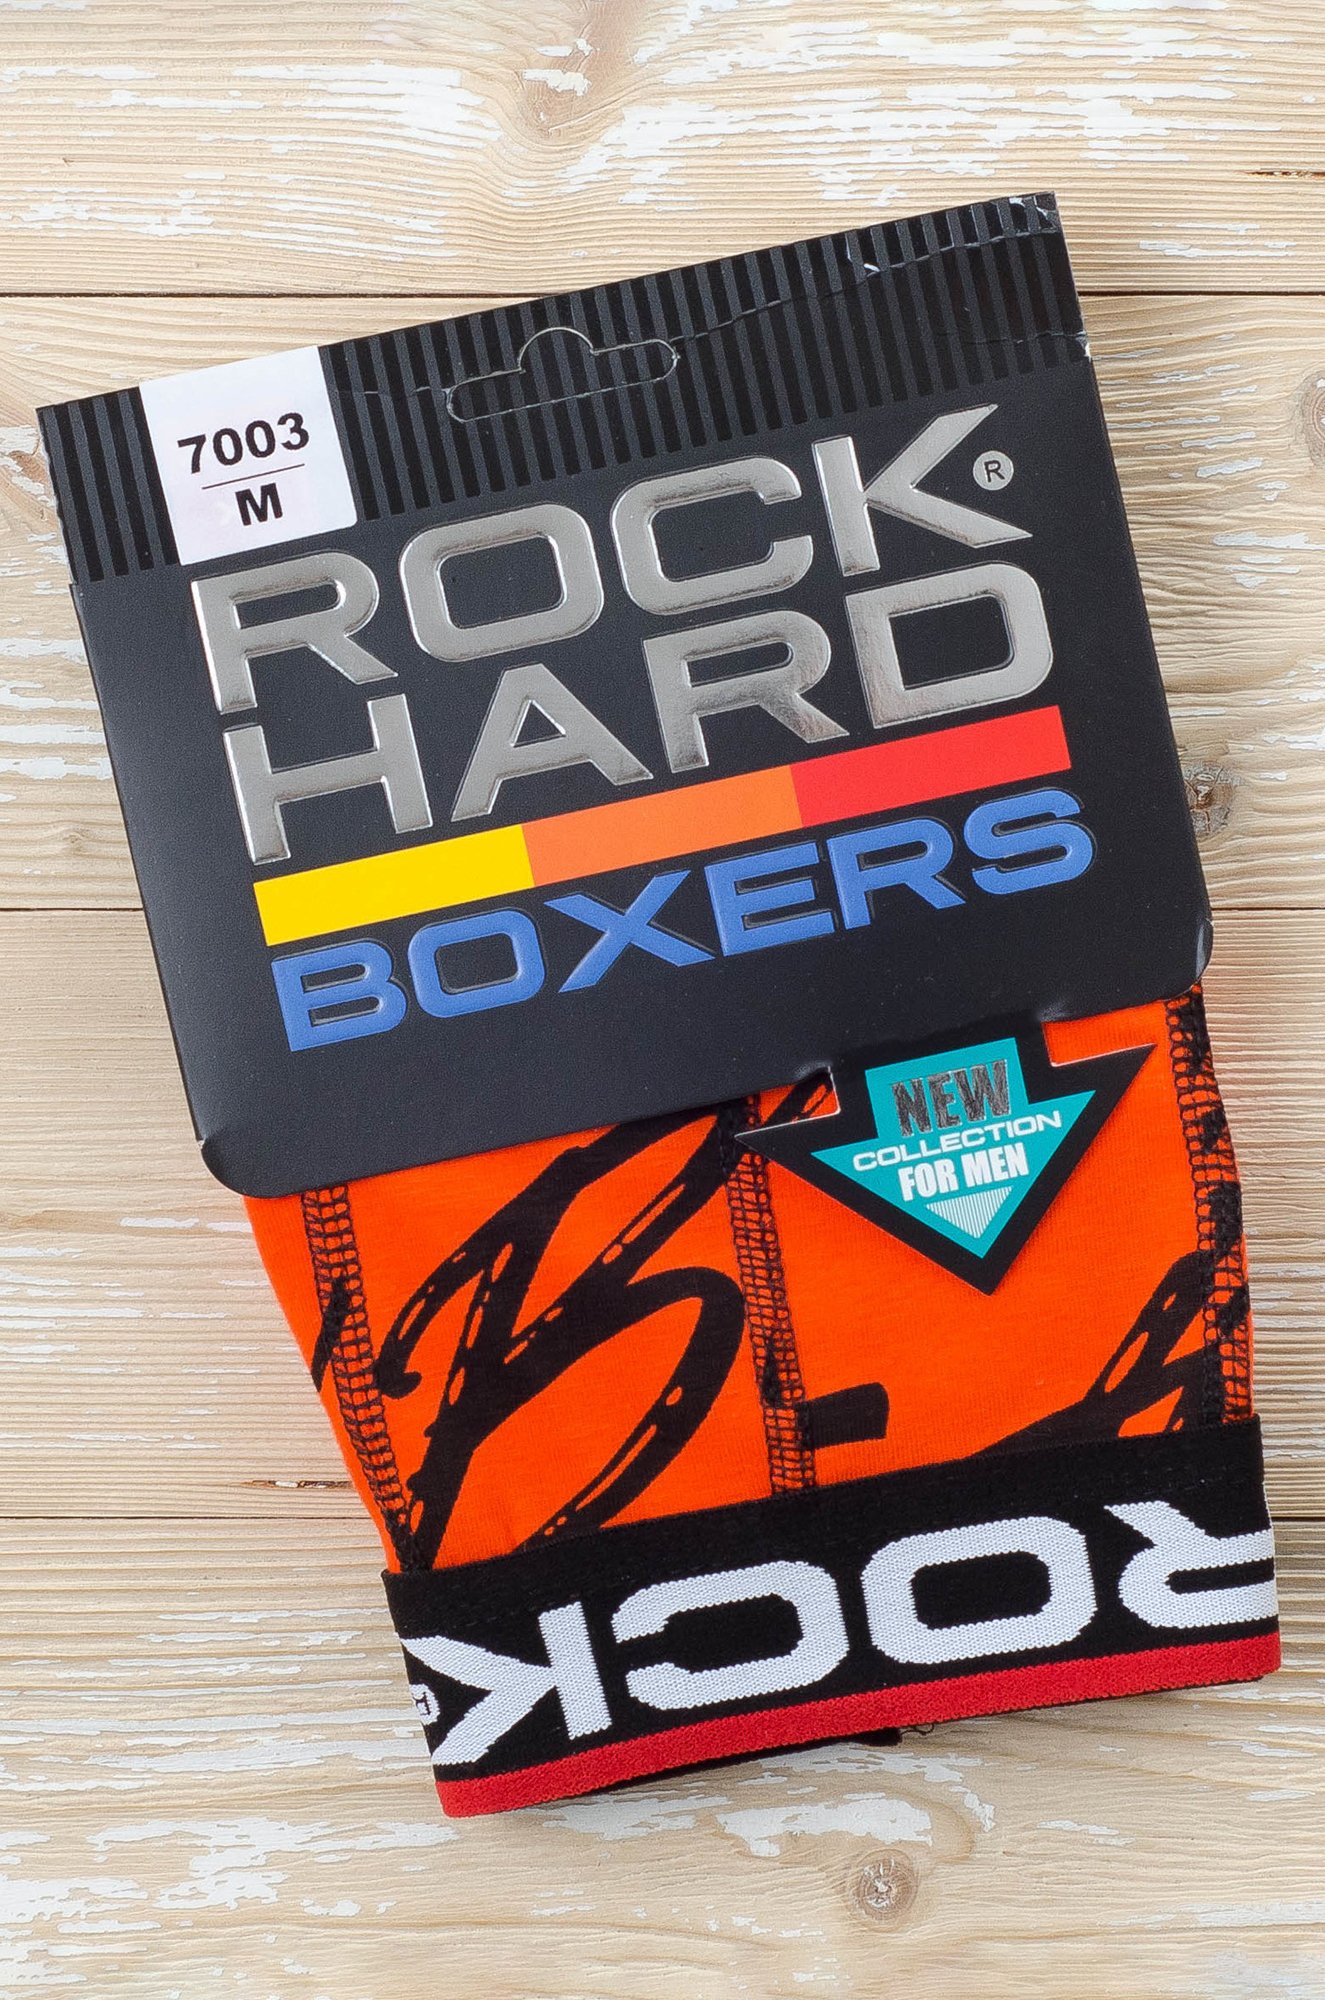 7003
M
ROCK®
HARD
BOXERS
NEW
COLLECTION
FOR MEN
ROCK